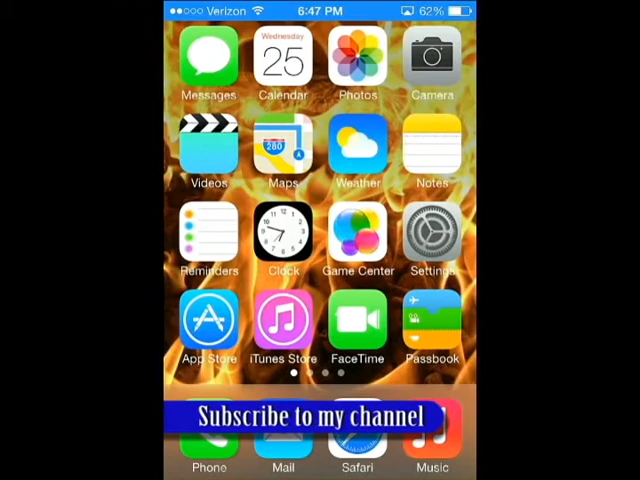 Verizon 6:47 PM 62%
Wednesday
25
Messages Calendar Photos Camera
280
Videos Maps Weather Notes
Reminders Clock Game Center Settings
App Store iTunes Store FaceTime Passbook
Subscribe to my channel
Phone Mail Safari Music